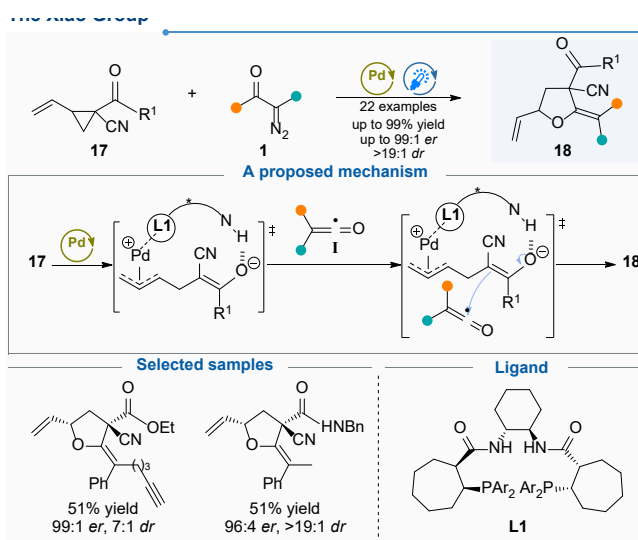 The Xiao Group
O
R1
CN
17
+
O
N2
1
Pd
22 examples
up to 99% yield
up to 99:1 er
>19:1 dr
O
R1
CN
O
18
A proposed mechanism
17
Pd
L1
*
N
H
⊕
Pd
CN
O⊖
R1
‡
•
O
I
L1
*
N
H
⊕
Pd
CN
O⊖
R1
•
O
‡
18
Selected samples
Ligand
O
OEt
CN
O
( )3
Ph
51% yield
99:1 er, 7:1 dr
O
HNBn
CN
O
Ph
51% yield
96:4 er, >19:1 dr
O
NH HN
O
PAr2 Ar2P
L1